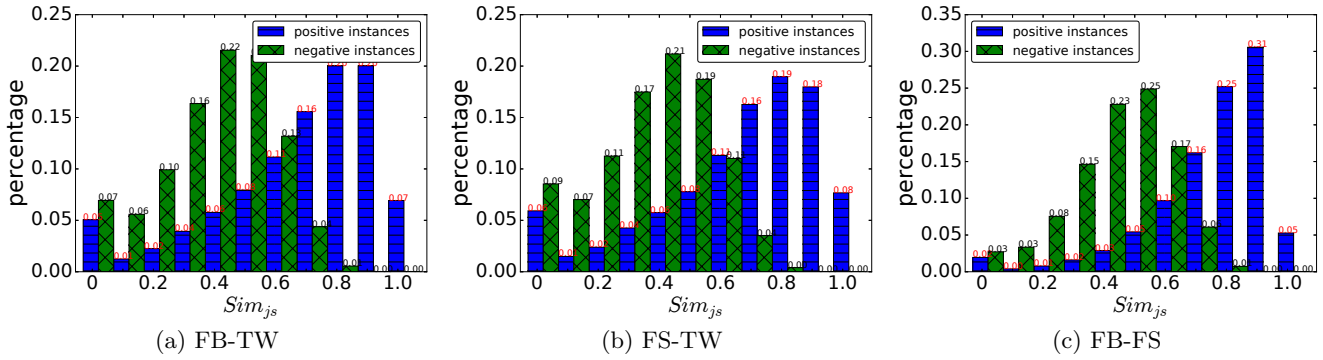 0.25
0.20
0.15
0.10
0.05
0.00
percentage
positive instances
negative instances
0.07 0.06 0.10 0.16 0.22
0.16 0.07 0.00
0 0.2 0.4 0.6 0.8 1.0
Sim_js
(a) FB-TW
0.25
0.20
0.15
0.10
0.05
0.00
percentage
positive instances
negative instances
0.09 0.07 0.11 0.17 0.21 0.19
0.11 0.16 0.19 0.18 0.08 0.00
0 0.2 0.4 0.6 0.8 1.0
Sim_js
(b) FS-TW
0.35
0.30
0.25
0.20
0.15
0.10
0.05
0.00
percentage
positive instances
negative instances
0.03 0.03 0.08 0.15 0.23 0.25 0.17
0.16 0.25 0.31 0.05 0.00
0 0.2 0.4 0.6 0.8 1.0
Sim_js
(c) FB-FS